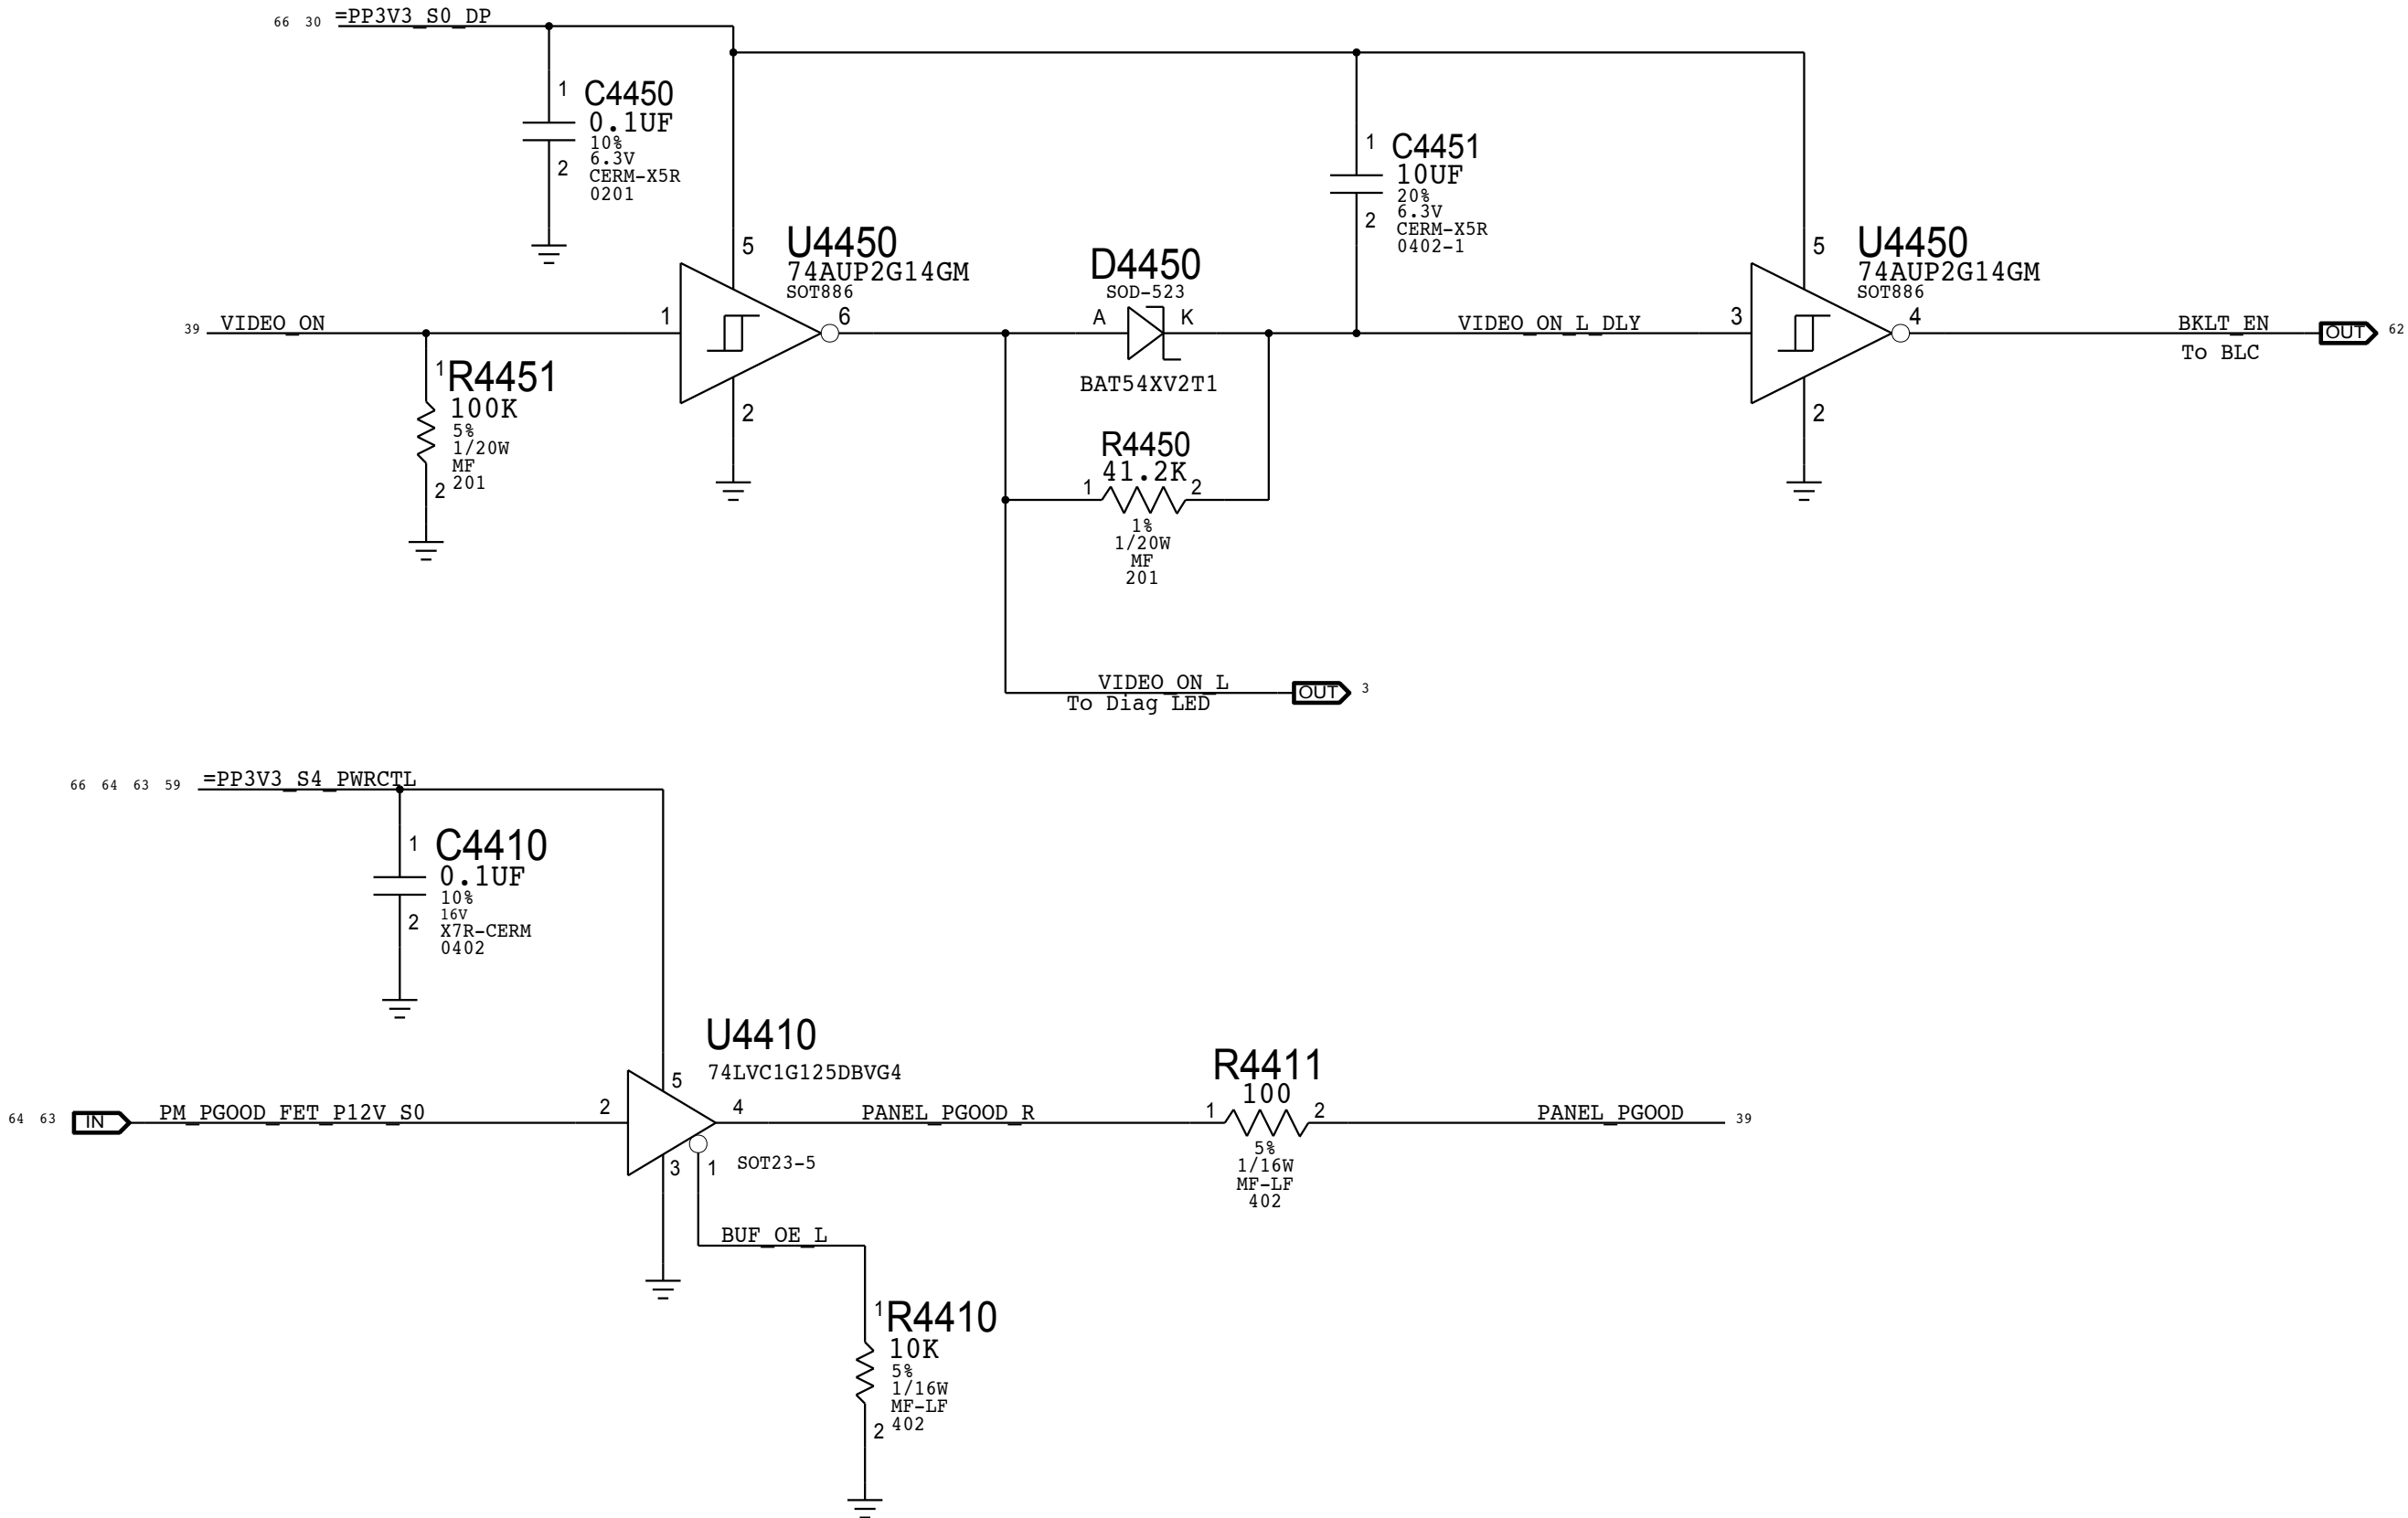 66 30 =PP3V3_S0_DP
1 C4450
0.1UF
10%
6.3V
2 CERM-X5R
0201
1 C4451
10UF
20%
6.3V
2 CERM-X5R
0402-1
5 U4450
74AUP2G14GM
SOT886
D4450
SOD-523
A K
BAT54XV2T1
5 U4450
74AUP2G14GM
SOT886
39 VIDEO_ON 1 6
VIDEO_ON_L_DLY 3 4
BKLT_EN OUT 62
To BLC
2
2
1 R4451
100K
5%
1/20W
MF
2 201
R4450
41.2K
1 2
1%
1/20W
MF
201
VIDEO_ON_L OUT 3
To Diag LED
66 64 63 59 =PP3V3_S4_PWRCTL
1 C4410
0.1UF
10%
16V
2 X7R-CERM
0402
U4410
74LVC1G125DBVG4
5
64 63 IN PM_PGOOD_FET_P12V_S0 2 4 PANEL_PGOOD_R
3 1 SOT23-5
R4411
100
1 2 PANEL_PGOOD 39
5%
1/16W
MF-LF
402
BUF_OE_L
1 R4410
10K
5%
1/16W
MF-LF
2 402